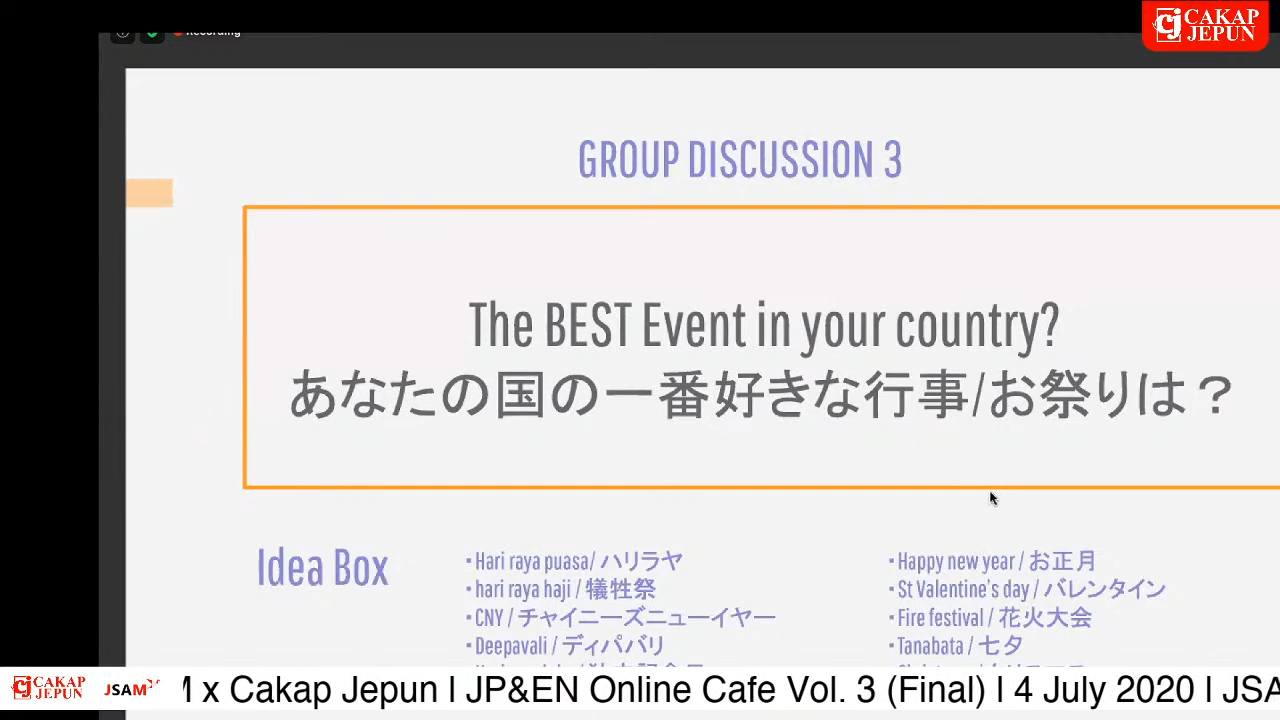 Recording
CAKAP
JEPUN
GROUP DISCUSSION 3
The BEST Event in your country?
あなたの国の一番好きな行事/お祭りは？
Idea Box
▪Hari raya puasa/ ハリラヤ
▪hari raya haji / 犠牲祭
▪CNY / チャイニーズニューイヤー
▪Deepavali / ディパバリ
▪Happy new year / お正月
▪St Valentine's day / バレンタイン
▪Fire festival / 花火大会
▪Tanabata / 七夕
CAKAP
JEPUN
JSAM
M x Cakap Jepun I JP&EN Online Cafe Vol. 3 (Final) I 4 July 2020 I JSA